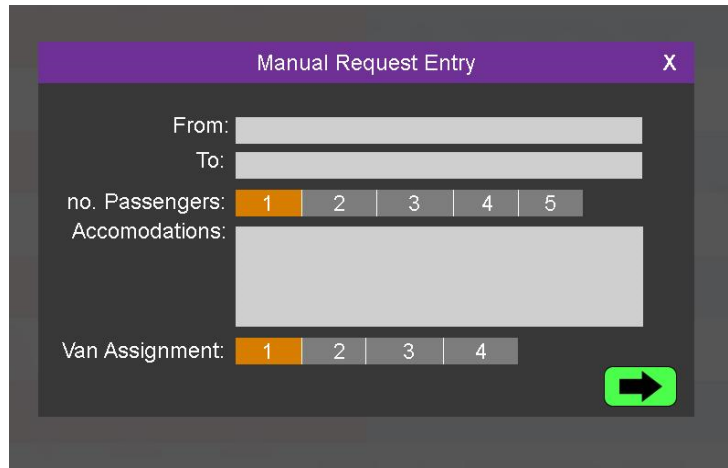 Manual Request Entry X
From:
To:
no. Passengers: 1 2 3 4 5
Accomodations:
Van Assignment: 1 2 3 4